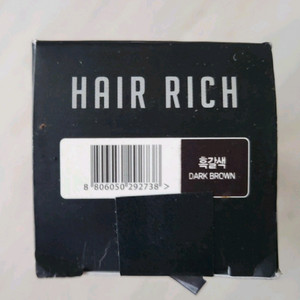 HAIR RICH
흑갈색
DARK BROWN
8 806050 292738 >